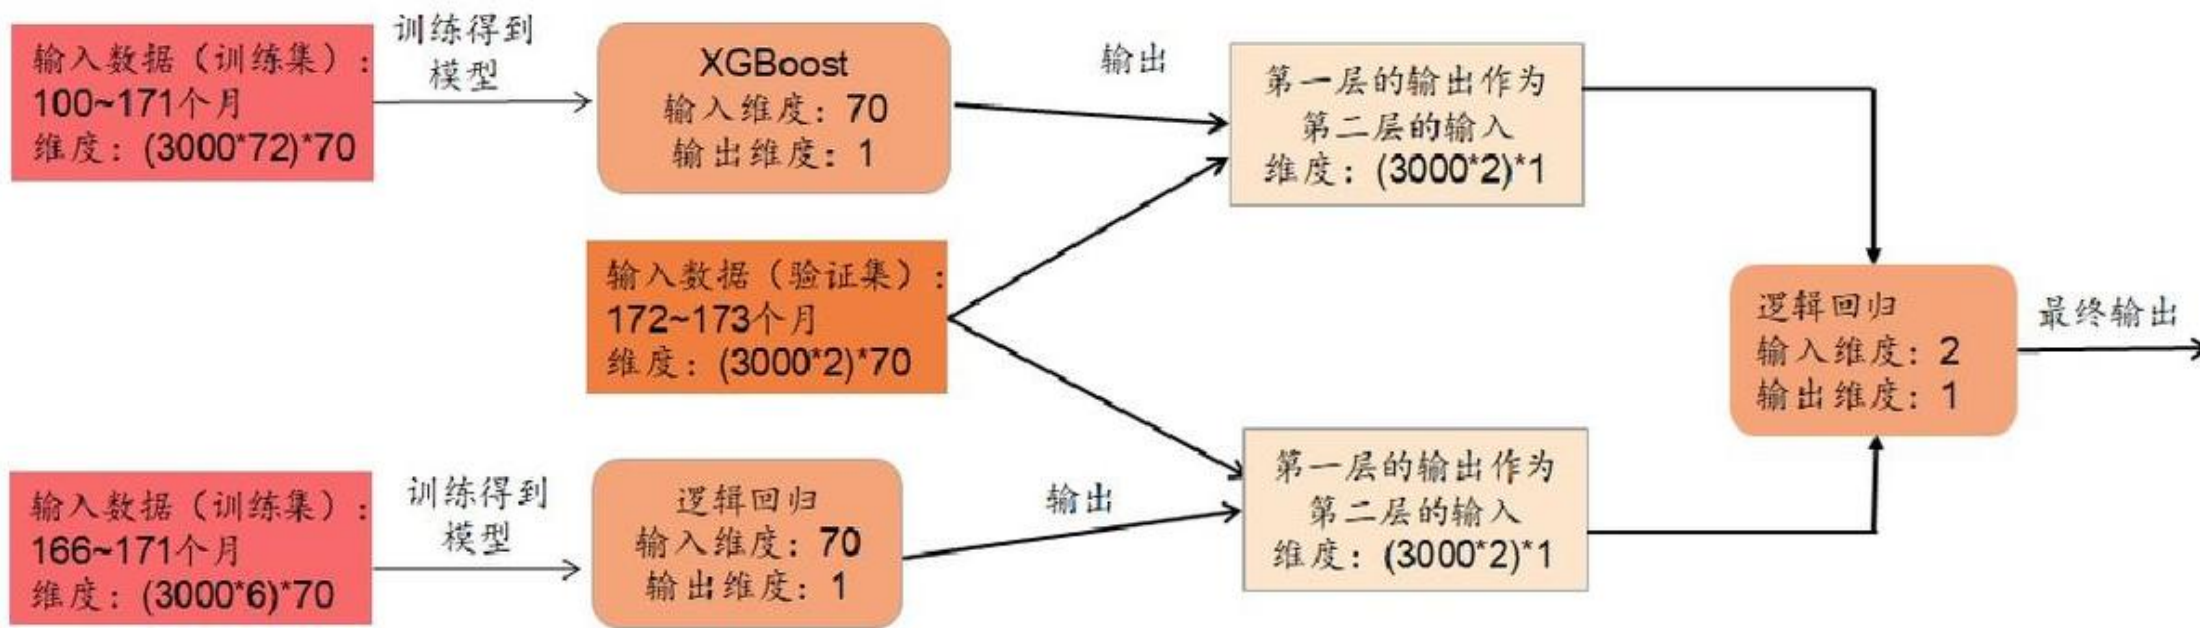 输入数据（训练集）：
100~171个月
维度：(3000*72)*70
训练得到
模型
XGBoost
输入维度：70
输出维度：1
输出
第一层的输出作为
第二层的输入
维度：(3000*2)*1
输入数据（验证集）：
172~173个月
维度：(3000*2)*70
逻辑回归
输入维度：2
输出维度：1
最终输出
输入数据（训练集）：
166~171个月
维度：(3000*6)*70
训练得到
模型
逻辑回归
输入维度：70
输出维度：1
输出
第一层的输出作为
第二层的输入
维度：(3000*2)*1